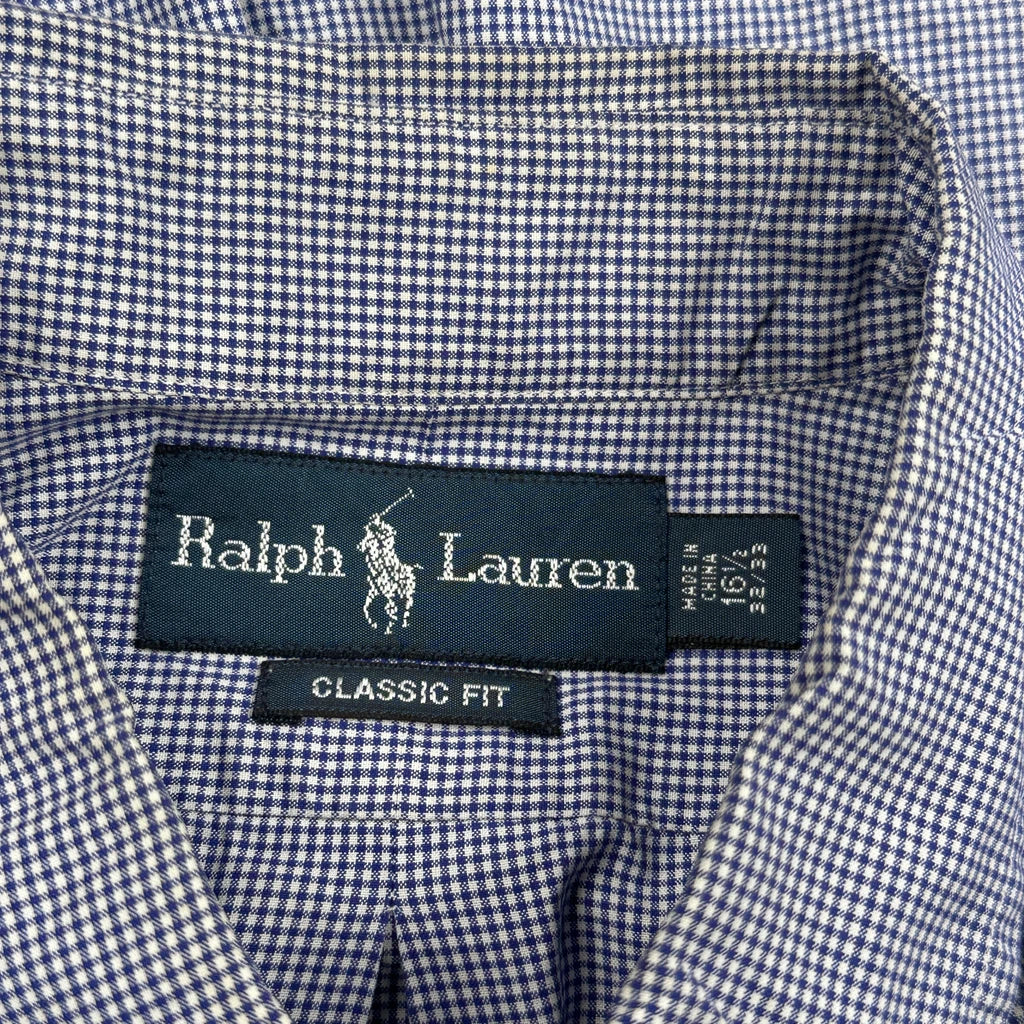 Ralph Lauren
MADE IN
CHINA
16½
32/33
CLASSIC FIT